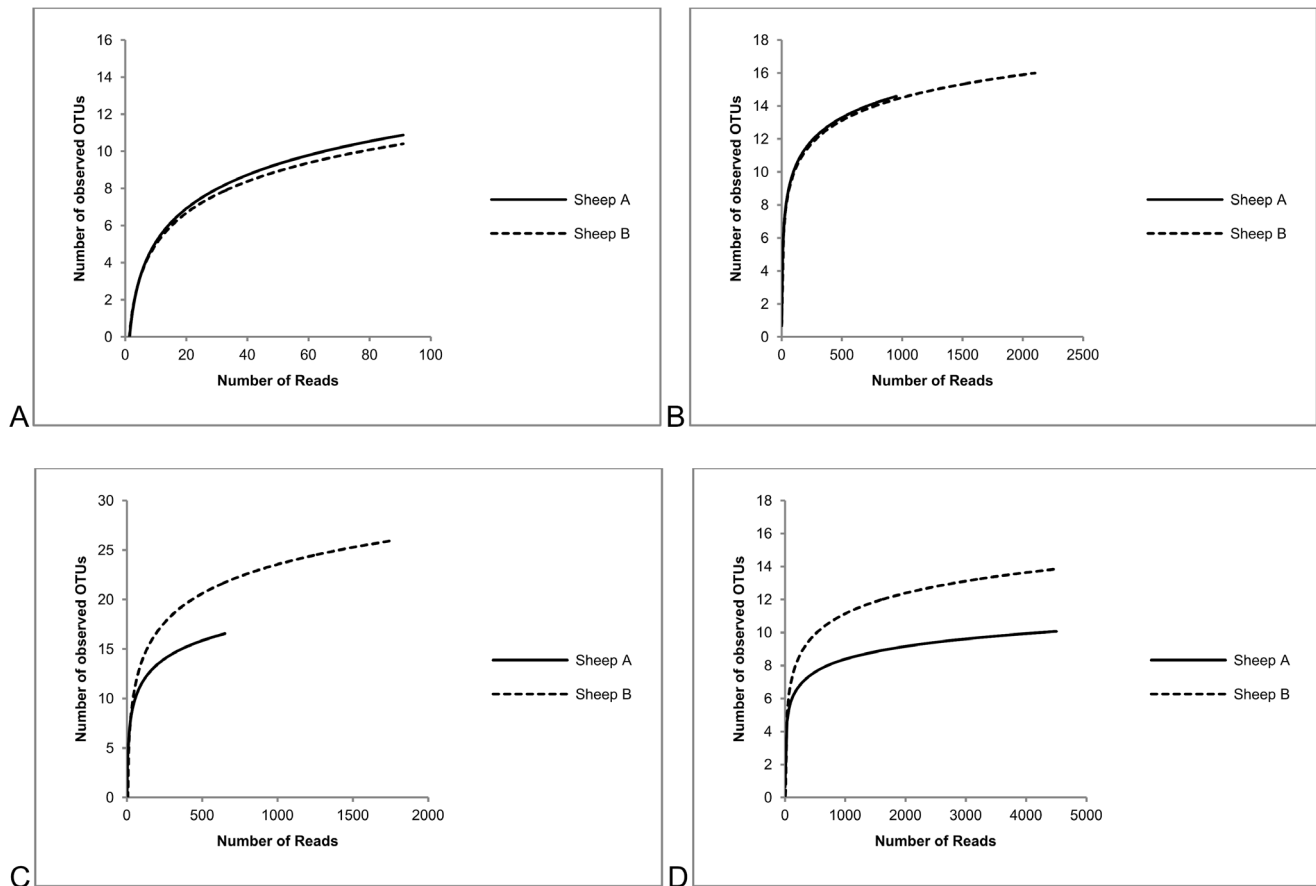 Number of observed OTUs
16
14
12
10
8
6
4
2
0
0 20 40 60 80 100
Number of Reads
Sheep A
Sheep B
A
Number of observed OTUs
18
16
14
12
10
8
6
4
2
0
0 500 1000 1500 2000 2500
Number of Reads
Sheep A
Sheep B
B
Number of observed OTUs
30
25
20
15
10
5
0
0 500 1000 1500 2000
Number of Reads
Sheep A
Sheep B
C
Number of observed OTUs
18
16
14
12
10
8
6
4
2
0
0 1000 2000 3000 4000 5000
Number of Reads
Sheep A
Sheep B
D